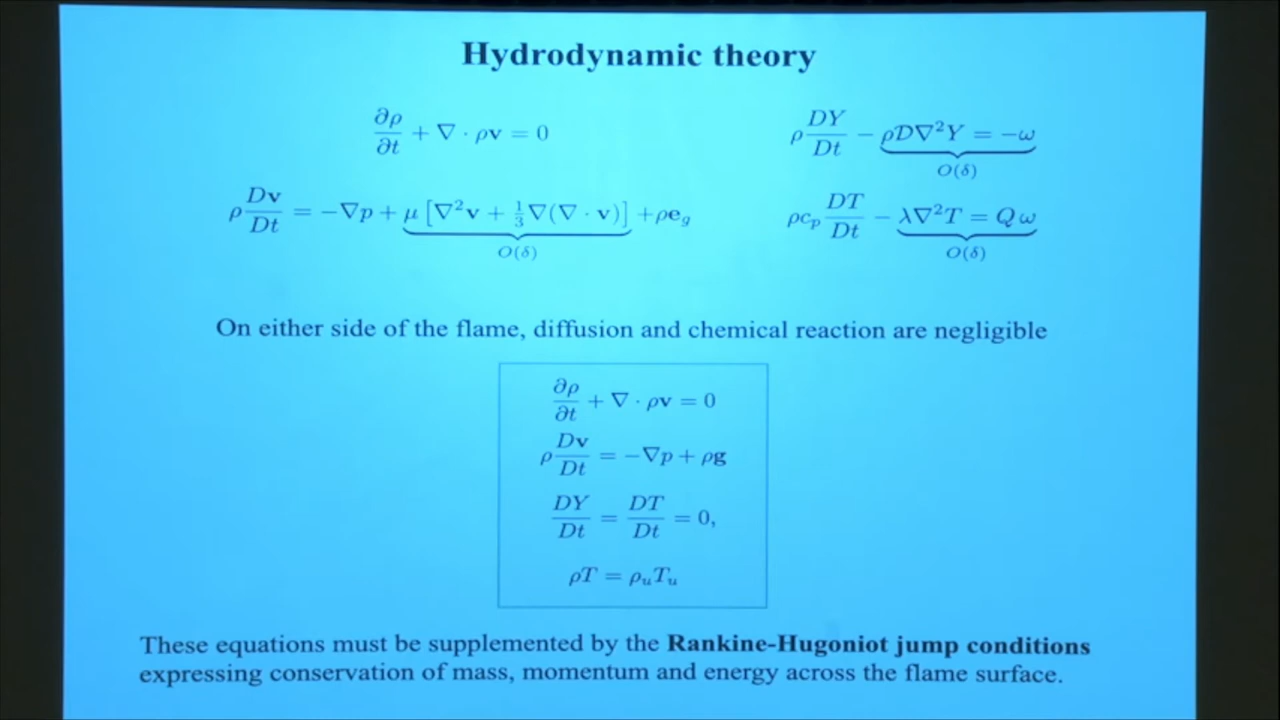 Hydrodynamic theory
∂ρ/∂t + ∇ · ρv = 0
ρ DY/Dt − ρD∇²Y = −ω
O(δ)
ρ Dv/Dt = −∇p + μ [∇²v + ⅓∇(∇ · v)] + ρe_g
O(δ)
ρc_p DT/Dt − λ∇²T = Q ω
O(δ)
On either side of the flame, diffusion and chemical reaction are negligible
∂ρ/∂t + ∇ · ρv = 0
ρ Dv/Dt = −∇p + ρg
DY/Dt = DT/Dt = 0,
ρT = ρ_u T_u
These equations must be supplemented by the Rankine-Hugoniot jump conditions
expressing conservation of mass, momentum and energy across the flame surface.